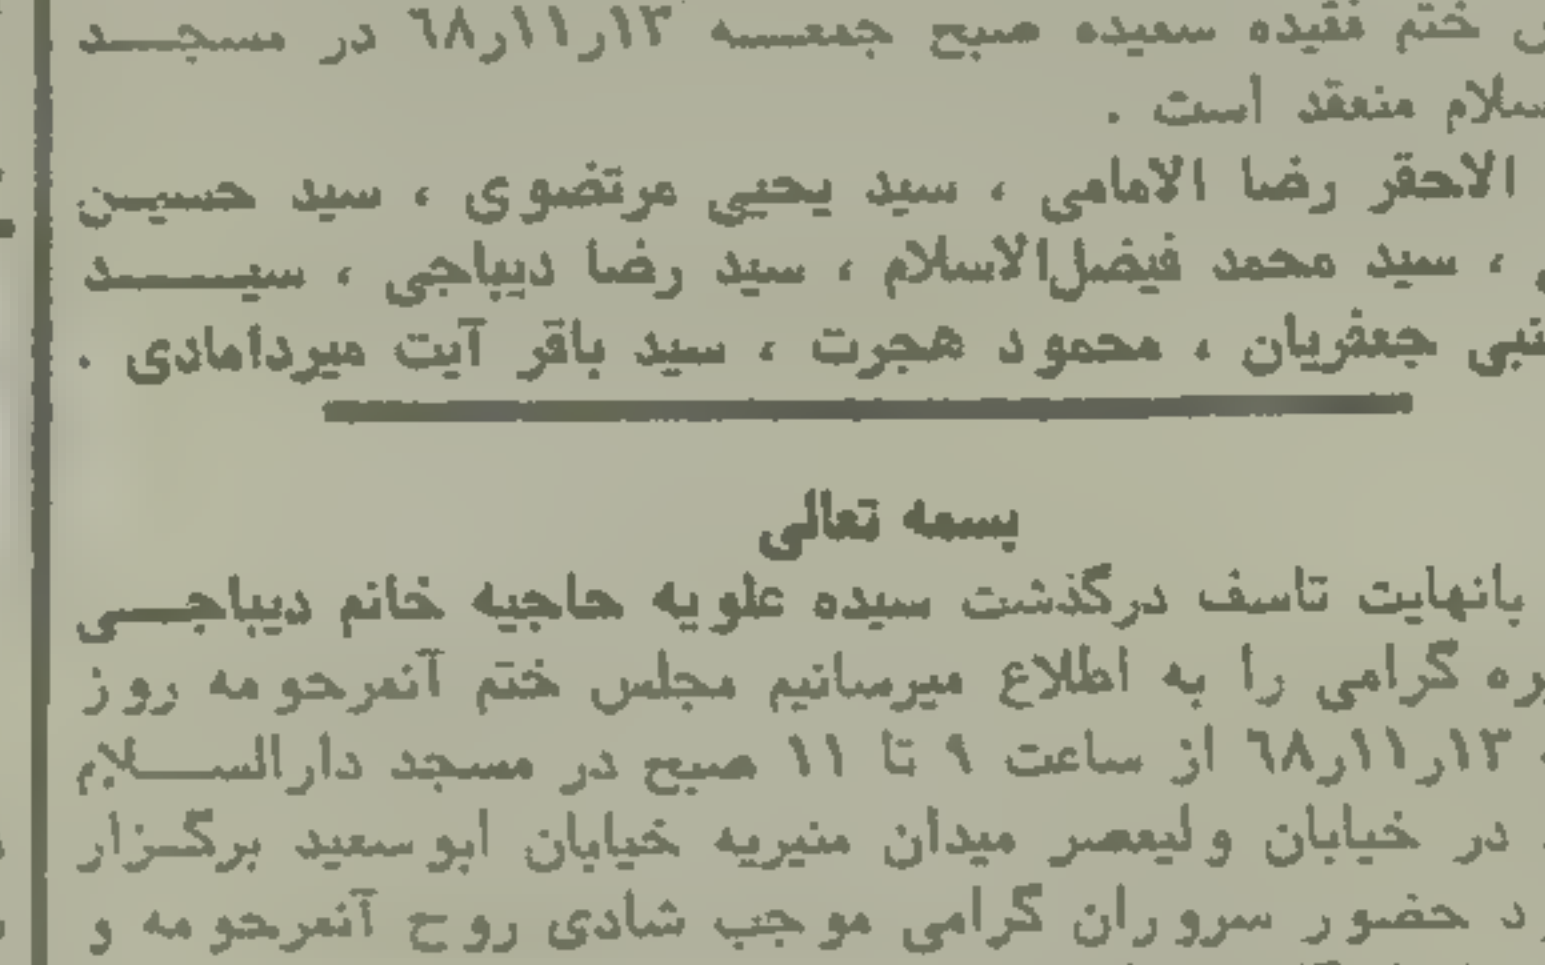 ختم فقیده سعیده صبح جمعه ۱۳ر۱۱ر۶۸ در مسجد
منعقد است .
الاحقر رضا الامامی ، سید یحیی مرتضوی ، سید حسین
، سید محمد فیضل‌الاسلام ، سید رضا دیباجی ، سید
جعفریان ، محمود هجرت ، سید باقر آیت میردامادی .
بسمه تعالی
بانهایت تاسف درگذشت سیده علویه حاجیه خانم دیباجی
گرامی را به اطلاع میرسانیم مجلس ختم آنمرحومه روز
۱۳ر۱۱ر۶۸ از ساعت ۹ تا ۱۱ صبح در مسجد دارالسلام
در خیابان ولیعصر میدان منیریه خیابان ابوسعید برگزار
حضور سروران گرامی موجب شادی روح آنمرحومه و